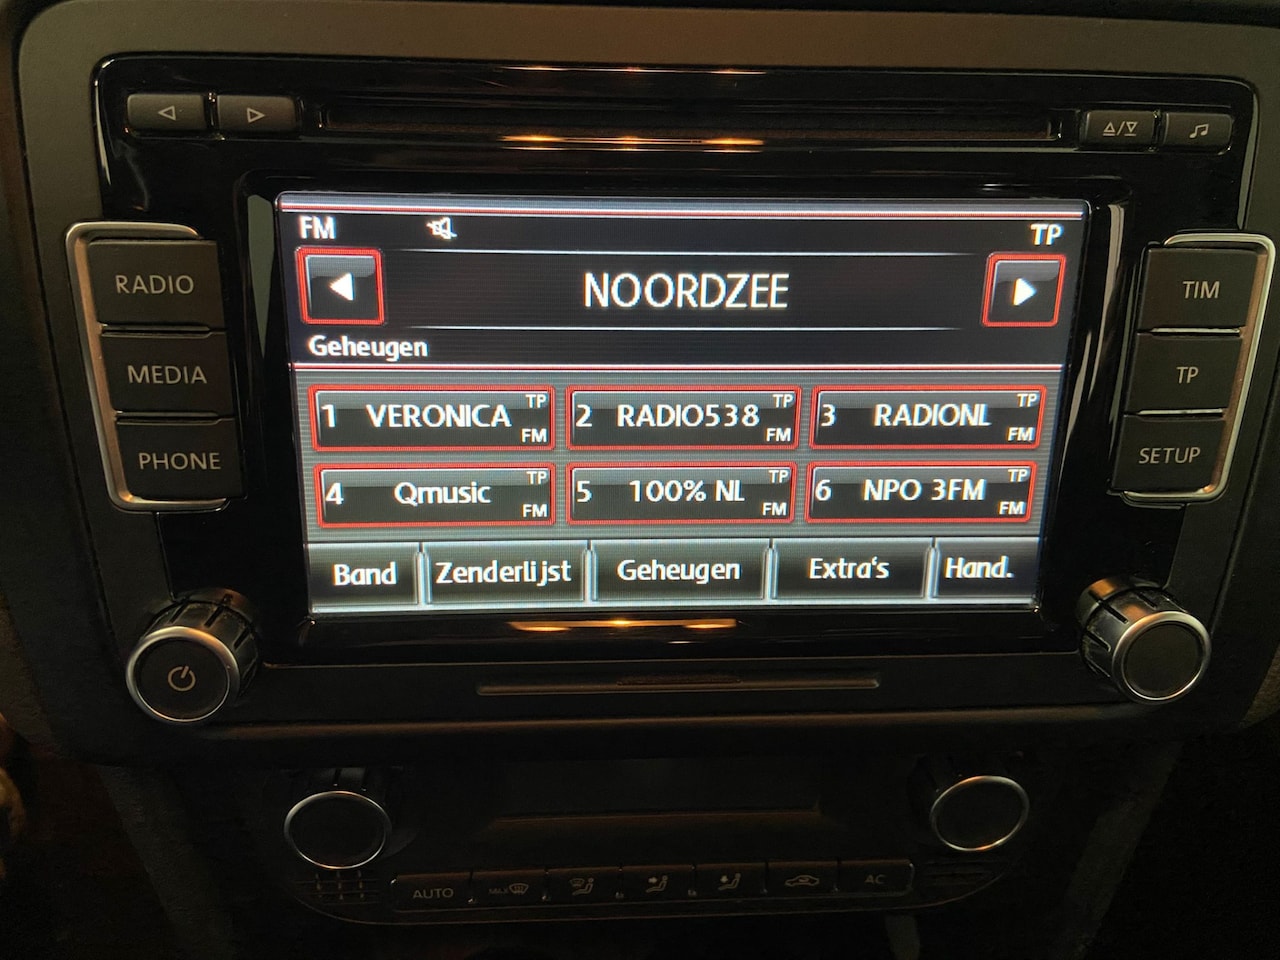 FM TP
NOORDZEE
Geheugen
1 VERONICA TP FM
2 RADIO538 TP FM
3 RADIONL TP FM
4 Qmusic TP FM
5 100% NL TP FM
6 NPO 3FM TP FM
Band Zenderlijst Geheugen Extra's Hand.
RADIO
MEDIA
PHONE
TIM
TP
SETUP
AUTO
AC